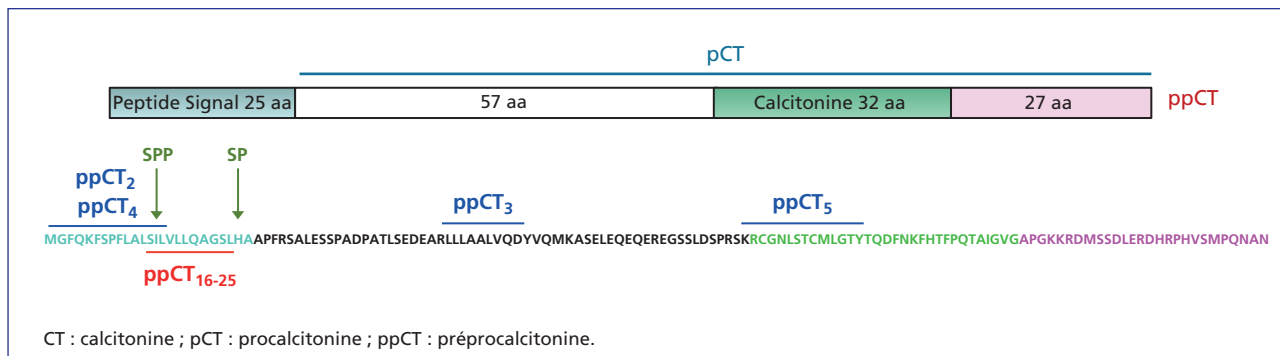 pCT
Peptide Signal 25 aa 57 aa Calcitonine 32 aa 27 aa ppCT
SPP SP
ppCT2
ppCT4 ppCT3 ppCT5
MGFQKFSPFLALSILVLLQAGSLHAAPFRSALESSPADPATLSEDEARLLLAALVQDYVQMKASELEQEQEREGSSLDSPRSKRCGNLSTCMLGTYTQDFNKFHTFPQTAIGVGAPGKKRDMSSDLERDHRPHVSMPQNAN
ppCT16-25
CT : calcitonine ; pCT : procalcitonine ; ppCT : préprocalcitonine.